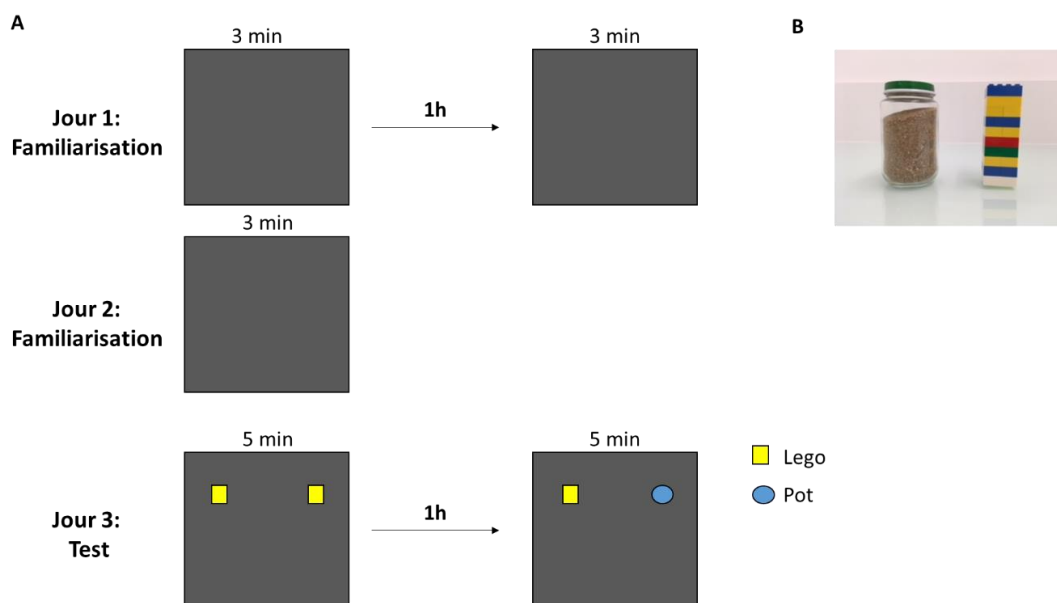 A
B
3 min
3 min
Jour 1:
Familiarisation
1h
3 min
Jour 2:
Familiarisation
5 min
5 min
Jour 3:
Test
1h
Lego
Pot